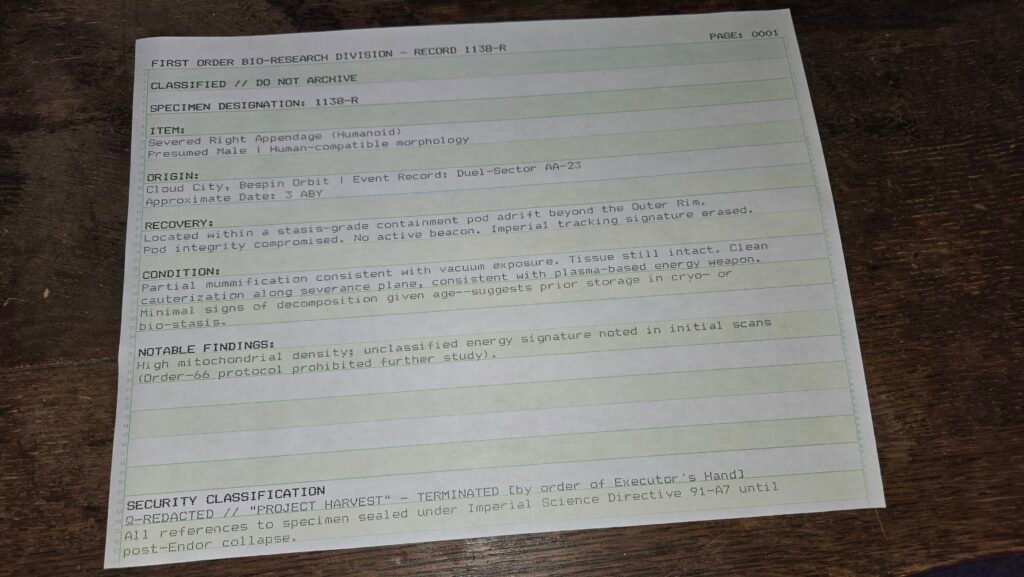 FIRST ORDER BIO-RESEARCH DIVISION - RECORD 1138-R
PAGE: 0001
CLASSIFIED // DO NOT ARCHIVE
SPECIMEN DESIGNATION: 1138-R
ITEM:
Severed Right Appendage (Humanoid)
Presumed Male | Human-compatible morphology
ORIGIN:
Cloud City, Bespin Orbit | Event Record: Duel-Sector AA-23
Approximate Date: 3 ABY
RECOVERY:
Located within a stasis-grade containment pod adrift beyond the Outer Rim.
Pod integrity compromised. No active beacon. Imperial tracking signature erased.
CONDITION:
Partial mummification consistent with vacuum exposure. Tissue still intact. Clean
cauterization along severance plane, consistent with plasma-based energy weapon.
Minimal signs of decomposition given age--suggests prior storage in cryo- or
bio-stasis.
NOTABLE FINDINGS:
High mitochondrial density; unclassified energy signature noted in initial scans
(Order-66 protocol prohibited further study).
SECURITY CLASSIFICATION
Ω-REDACTED // "PROJECT HARVEST" - TERMINATED [by order of Executor's Hand]
All references to specimen sealed under Imperial Science Directive 91-A7 until
post-Endor collapse.